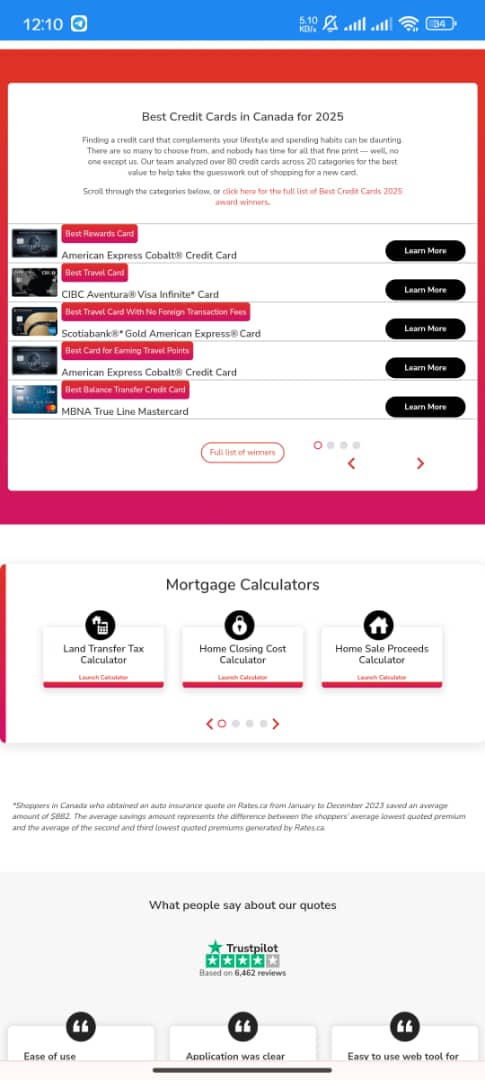 12:10
5.10
KB/s
34
Best Credit Cards in Canada for 2025
Finding a credit card that complements your lifestyle and spending habits can be daunting.
There are so many to choose from, and nobody has time for all that fine print — well, no
one except us. Our team analyzed over 80 credit cards across 20 categories for the best
value to help take the guesswork out of shopping for a new card.
Scroll through the categories below, or click here for the full list of Best Credit Cards 2025
award winners.
Best Rewards Card
American Express Cobalt® Credit Card
Learn More
Best Travel Card
CIBC Aventura® Visa Infinite* Card
Learn More
Best Travel Card With No Foreign Transaction Fees
Scotiabank®* Gold American Express® Card
Learn More
Best Card for Earning Travel Points
American Express Cobalt® Credit Card
Learn More
Best Balance Transfer Credit Card
MBNA True Line Mastercard
Learn More
Full list of winners
Mortgage Calculators
Land Transfer Tax
Calculator
Launch Calculator
Home Closing Cost
Calculator
Launch Calculator
Home Sale Proceeds
Calculator
Launch Calculator
*Shoppers in Canada who obtained an auto insurance quote on Rates.ca from January to December 2023 saved an average
amount of $882. The average savings amount represents the difference between the shoppers' average lowest quoted premium
and the average of the second and third lowest quoted premiums generated by Rates.ca.
What people say about our quotes
Trustpilot
Based on 6,462 reviews
Ease of use
Application was clear
Easy to use web tool for